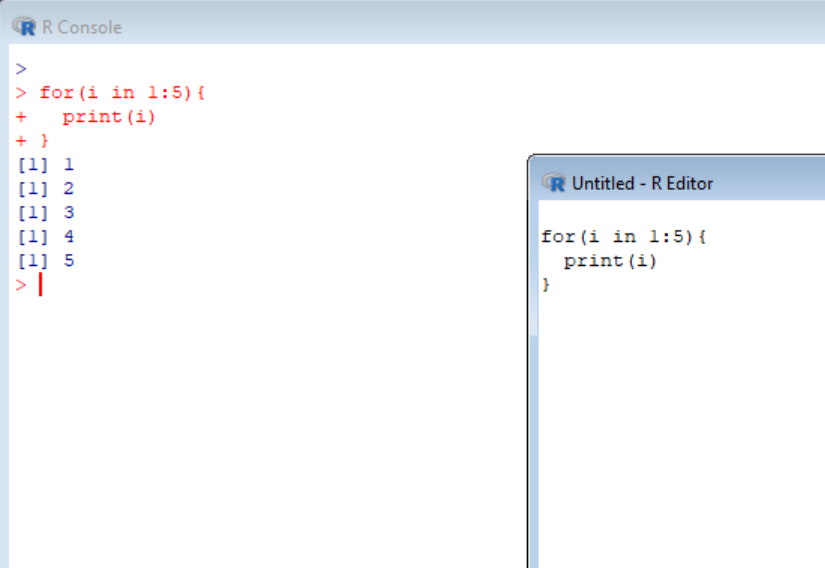 R Console
>
> for(i in 1:5){
+   print(i)
+ }
[1] 1
[1] 2
[1] 3
[1] 4
[1] 5
>
Untitled - R Editor
for(i in 1:5){
  print(i)
}